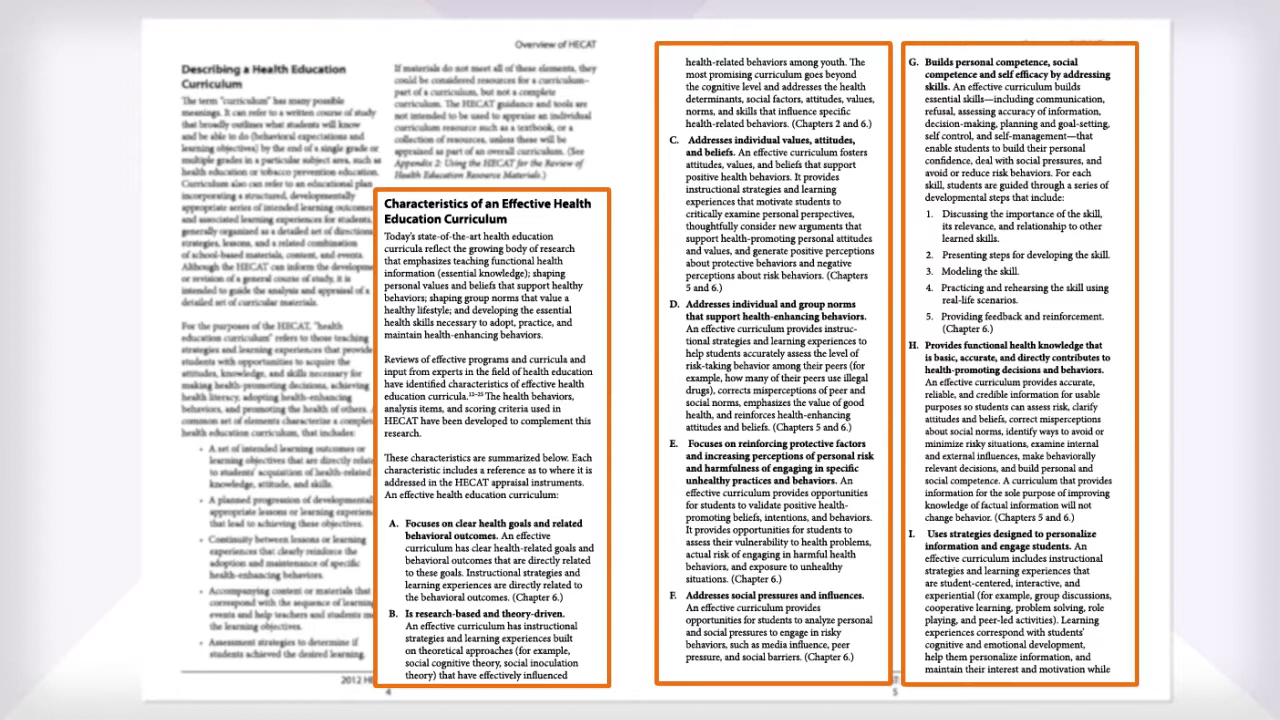 Overview of HECAT
Describing a Health Education
Curriculum
The term "curriculum" has many possible
meanings. It can refer to a written course of study
that broadly outlines what students will know
and be able to do (behavioral expectations and
learning objectives) by the end of a single grade or
multiple grades in a particular subject area, such as
health education or tobacco prevention education.
Curriculum also can refer to an educational plan
incorporating a structured, developmentally
appropriate series of intended learning outcomes
and associated learning experiences for students,
generally organized as a detailed set of directions
strategies, lessons, and a related combination
of school-based materials, content, and events.
Although the HECAT can inform the developme
or revision of a general course of study, it is
intended to guide the analysis and appraisal of a
detailed set of curricular materials.
For the purposes of the HECAT, "health
education curriculum" refers to those teaching
strategies and learning experiences that provide
students with opportunities to acquire the
attitudes, knowledge, and skills necessary for
making health-promoting decisions, achieving
health literacy, adopting health-enhancing
behaviors, and promoting the health of others.
common set of elements characterize a complet
health education curriculum, that includes:
• A set of intended learning outcomes or
learning objectives that are directly relate
to students' acquisition of health-related
knowledge, attitude, and skills.
• A planned progression of developmental
appropriate lessons or learning experien
that lead to achieving these objectives.
• Continuity between lessons or learning
experiences that clearly reinforce the
adoption and maintenance of specific
health-enhancing behaviors.
• Accompanying content or materials that
correspond with the sequence of learning
events and help teachers and students me
the learning objectives.
• Assessment strategies to determine if
students achieved the desired learning.
If materials do not meet all of these elements, they
could be considered resources for a curriculum–
part of a curriculum, but not a complete
curriculum. The HECAT guidance and tools are
not intended to be used to appraise an individual
curriculum resource such as a textbook, or a
collection of resources, unless these will be
appraised as part of an overall curriculum. (See
Appendix 2: Using the HECAT for the Review of
Health Education Resource Materials.)
Characteristics of an Effective Health
Education Curriculum
Today's state-of-the-art health education
curricula reflect the growing body of research
that emphasizes teaching functional health
information (essential knowledge); shaping
personal values and beliefs that support healthy
behaviors; shaping group norms that value a
healthy lifestyle; and developing the essential
health skills necessary to adopt, practice, and
maintain health-enhancing behaviors.
Reviews of effective programs and curricula and
input from experts in the field of health education
have identified characteristics of effective health
education curricula.12–25 The health behaviors,
analysis items, and scoring criteria used in
HECAT have been developed to complement this
research.
These characteristics are summarized below. Each
characteristic includes a reference as to where it is
addressed in the HECAT appraisal instruments.
An effective health education curriculum:
A. Focuses on clear health goals and related
behavioral outcomes. An effective
curriculum has clear health-related goals and
behavioral outcomes that are directly related
to these goals. Instructional strategies and
learning experiences are directly related to
the behavioral outcomes. (Chapter 6.)
B. Is research-based and theory-driven.
An effective curriculum has instructional
strategies and learning experiences built
on theoretical approaches (for example,
social cognitive theory, social inoculation
theory) that have effectively influenced
2012 HE
4
health-related behaviors among youth. The
most promising curriculum goes beyond
the cognitive level and addresses the health
determinants, social factors, attitudes, values,
norms, and skills that influence specific
health-related behaviors. (Chapters 2 and 6.)
C. Addresses individual values, attitudes,
and beliefs. An effective curriculum fosters
attitudes, values, and beliefs that support
positive health behaviors. It provides
instructional strategies and learning
experiences that motivate students to
critically examine personal perspectives,
thoughtfully consider new arguments that
support health-promoting personal attitudes
and values, and generate positive perceptions
about protective behaviors and negative
perceptions about risk behaviors. (Chapters
5 and 6.)
D. Addresses individual and group norms
that support health-enhancing behaviors.
An effective curriculum provides instruc-
tional strategies and learning experiences to
help students accurately assess the level of
risk-taking behavior among their peers (for
example, how many of their peers use illegal
drugs), corrects misperceptions of peer and
social norms, emphasizes the value of good
health, and reinforces health-enhancing
attitudes and beliefs. (Chapters 5 and 6.)
E. Focuses on reinforcing protective factors
and increasing perceptions of personal risk
and harmfulness of engaging in specific
unhealthy practices and behaviors. An
effective curriculum provides opportunities
for students to validate positive health-
promoting beliefs, intentions, and behaviors.
It provides opportunities for students to
assess their vulnerability to health problems,
actual risk of engaging in harmful health
behaviors, and exposure to unhealthy
situations. (Chapter 6.)
F. Addresses social pressures and influences.
An effective curriculum provides
opportunities for students to analyze personal
and social pressures to engage in risky
behaviors, such as media influence, peer
pressure, and social barriers. (Chapter 6.)
G. Builds personal competence, social
competence and self efficacy by addressing
skills. An effective curriculum builds
essential skills—including communication,
refusal, assessing accuracy of information,
decision-making, planning and goal-setting,
self control, and self-management—that
enable students to build their personal
confidence, deal with social pressures, and
avoid or reduce risk behaviors. For each
skill, students are guided through a series of
developmental steps that include:
1. Discussing the importance of the skill,
its relevance, and relationship to other
learned skills.
2. Presenting steps for developing the skill.
3. Modeling the skill.
4. Practicing and rehearsing the skill using
real-life scenarios.
5. Providing feedback and reinforcement.
(Chapter 6.)
H. Provides functional health knowledge that
is basic, accurate, and directly contributes to
health-promoting decisions and behaviors.
An effective curriculum provides accurate,
reliable, and credible information for usable
purposes so students can assess risk, clarify
attitudes and beliefs, correct misperceptions
about social norms, identify ways to avoid or
minimize risky situations, examine internal
and external influences, make behaviorally
relevant decisions, and build personal and
social competence. A curriculum that provides
information for the sole purpose of improving
knowledge of factual information will not
change behavior. (Chapters 5 and 6.)
I. Uses strategies designed to personalize
information and engage students. An
effective curriculum includes instructional
strategies and learning experiences that
are student-centered, interactive, and
experiential (for example, group discussions,
cooperative learning, problem solving, role
playing, and peer-led activities). Learning
experiences correspond with students'
cognitive and emotional development,
help them personalize information, and
maintain their interest and motivation while
5